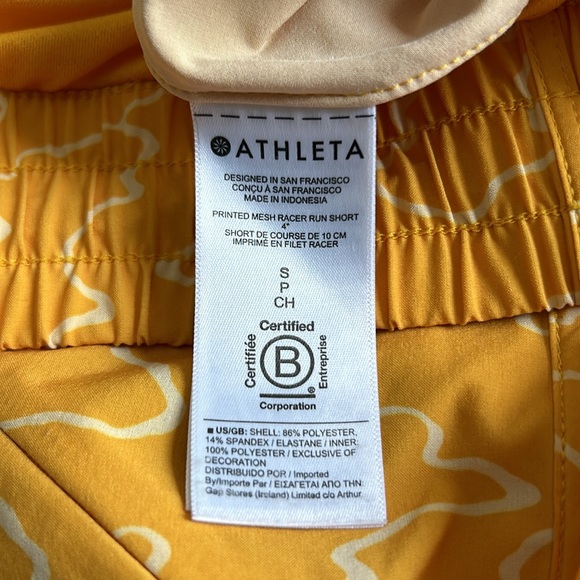 ATHLETA
DESIGNED IN SAN FRANCISCO
CONÇU À SAN FRANCISCO
MADE IN INDONESIA
PRINTED MESH RACER RUN SHORT
4"
SHORT DE COURSE DE 10 CM
IMPRIMÉ EN FILET RACER
S
P
CH
Certified
Certifiée
B
Entreprise
®
Corporation
■ US/GB: SHELL: 86% POLYESTER,
14% SPANDEX / ELASTANE / INNER:
100% POLYESTER / EXCLUSIVE OF
DECORATION
DISTRIBUIDO POR / Imported
By/Importe Par / ΕΙΣΑΓΕΤΑΙ ΑΠΟ ΤΗΝ:
Gap Stores (Ireland) Limited c/o Arthur